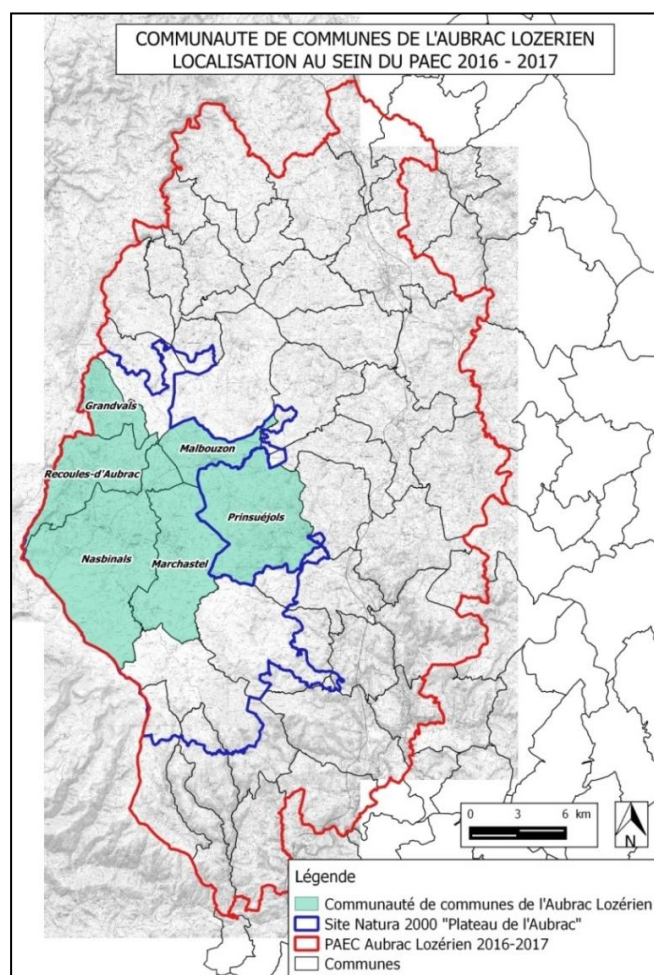 COMMUNAUTE DE COMMUNES DE L'AUBRAC LOZERIEN
LOCALISATION AU SEIN DU PAEC 2016 - 2017
Grandvals
Malbouzon
Recoules-d'Aubrac
Prinsuéjols
Nasbinals
Marchastel
0 3 6 km
N
Légende
Communauté de communes de l'Aubrac Lozérien
Site Natura 2000 "Plateau de l'Aubrac"
PAEC Aubrac Lozérien 2016-2017
Communes